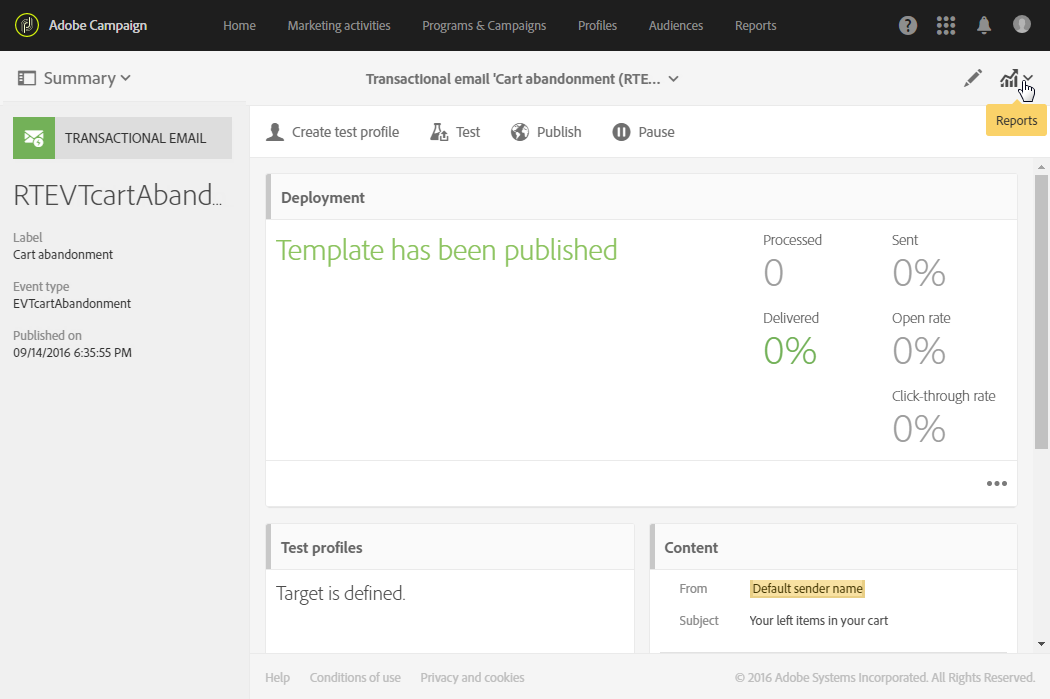 Adobe Campaign Home Marketing activities Programs & Campaigns Profiles Audiences Reports
Summary
Transactional email 'Cart abandonment (RTE...
Reports
TRANSACTIONAL EMAIL
RTEVTcartAband...
Label
Cart abandonment
Event type
EVTcartAbandonment
Published on
09/14/2016 6:35:55 PM
Create test profile Test Publish Pause
Deployment
Template has been published
Processed
0
Sent
0%
Delivered
0%
Open rate
0%
Click-through rate
0%
Test profiles
Target is defined.
Content
From Default sender name
Subject Your left items in your cart
Help Conditions of use Privacy and cookies © 2016 Adobe Systems Incorporated. All Rights Reserved.